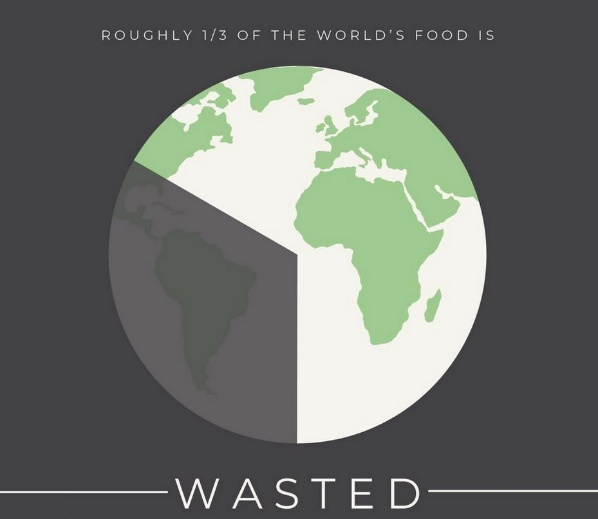 ROUGHLY 1/3 OF THE WORLD'S FOOD IS
WASTED